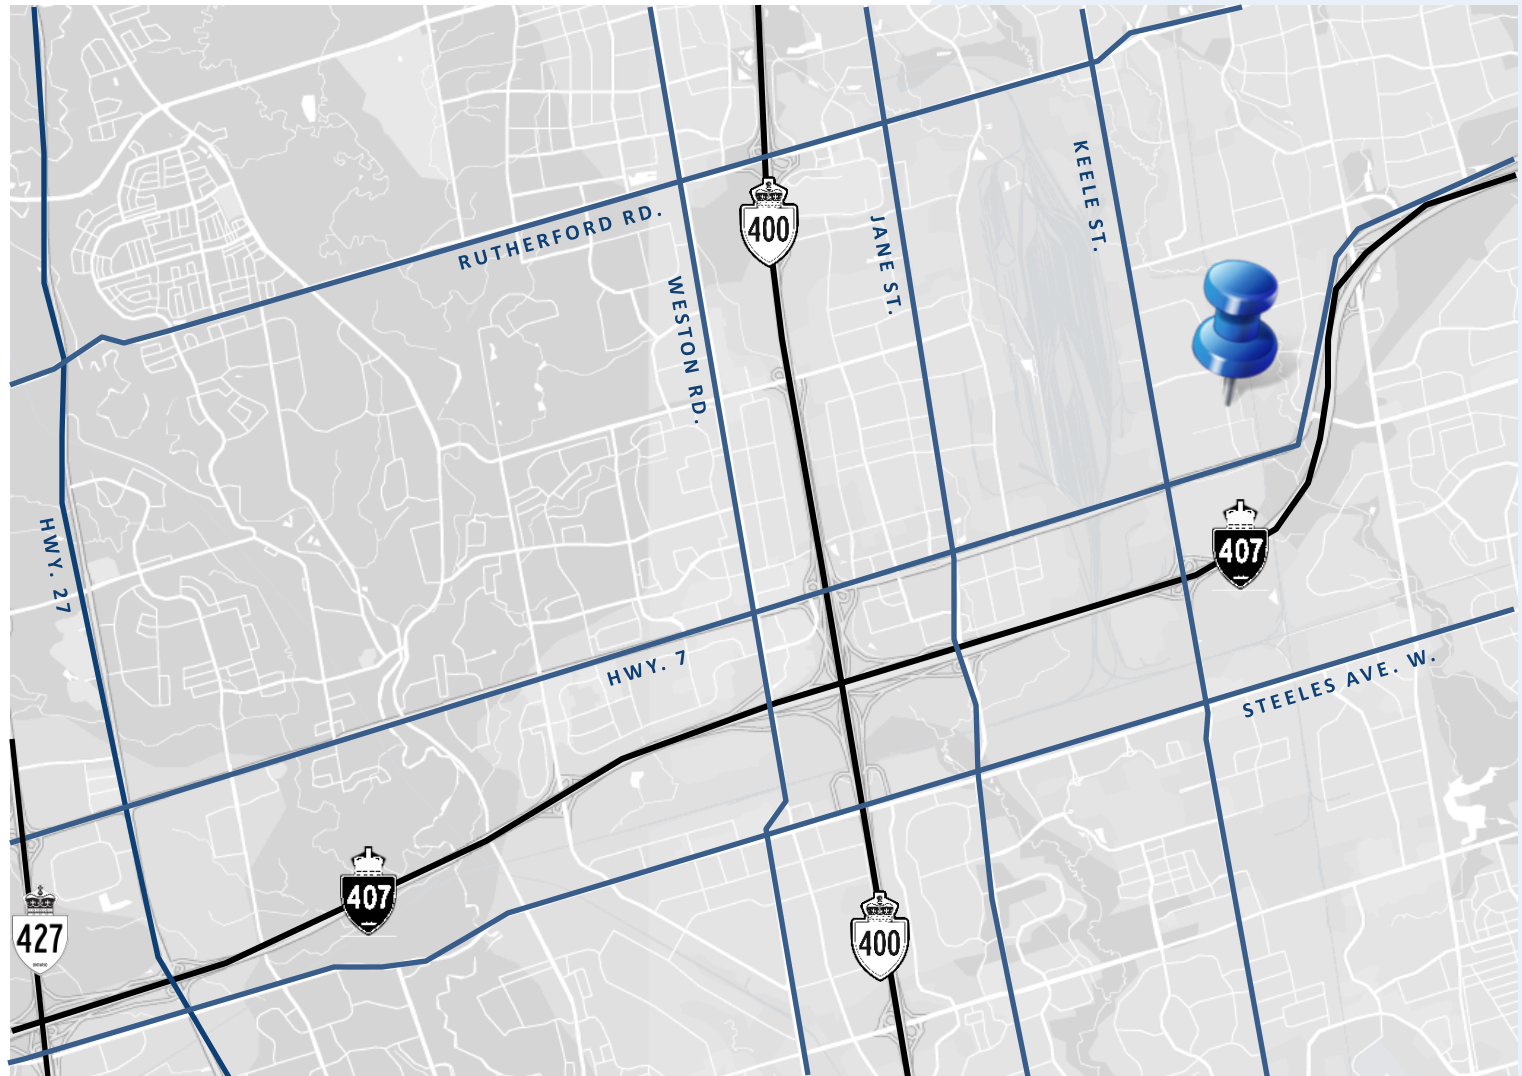 KEELE ST.
400
RUTHERFORD RD.
JANE ST.
WESTON RD.
HWY. 27
407
HWY. 7
STEELES AVE. W.
407
427
400